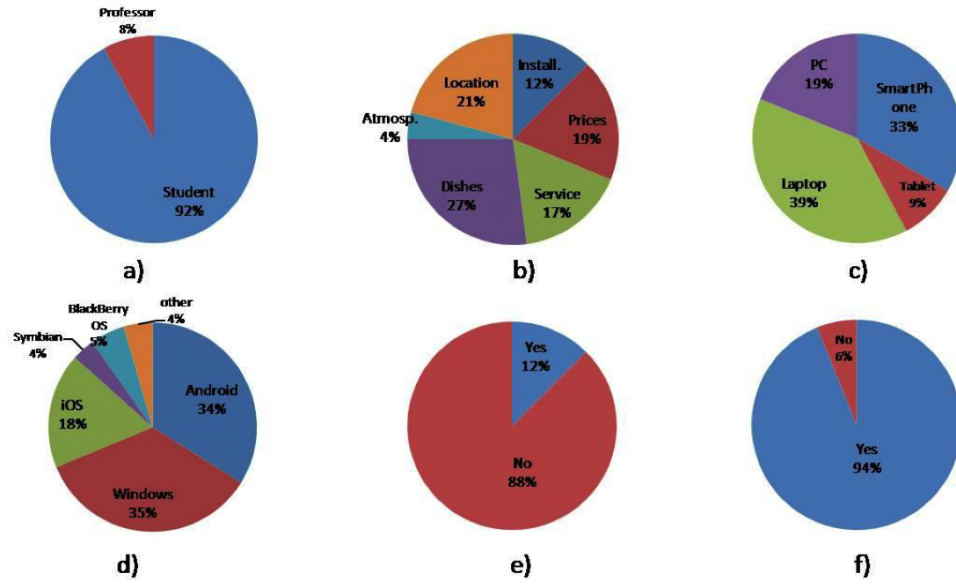 Professor
8%
Student
92%
a)
Install.
12%
Prices
19%
Service
17%
Dishes
27%
Atmosp.
4%
Location
21%
b)
SmartPh
one
33%
Tablet
9%
Laptop
39%
PC
19%
c)
Android
34%
Windows
35%
iOS
18%
Symbian
4%
BlackBerry
OS
5%
other
4%
d)
Yes
12%
No
88%
e)
No
6%
Yes
94%
f)